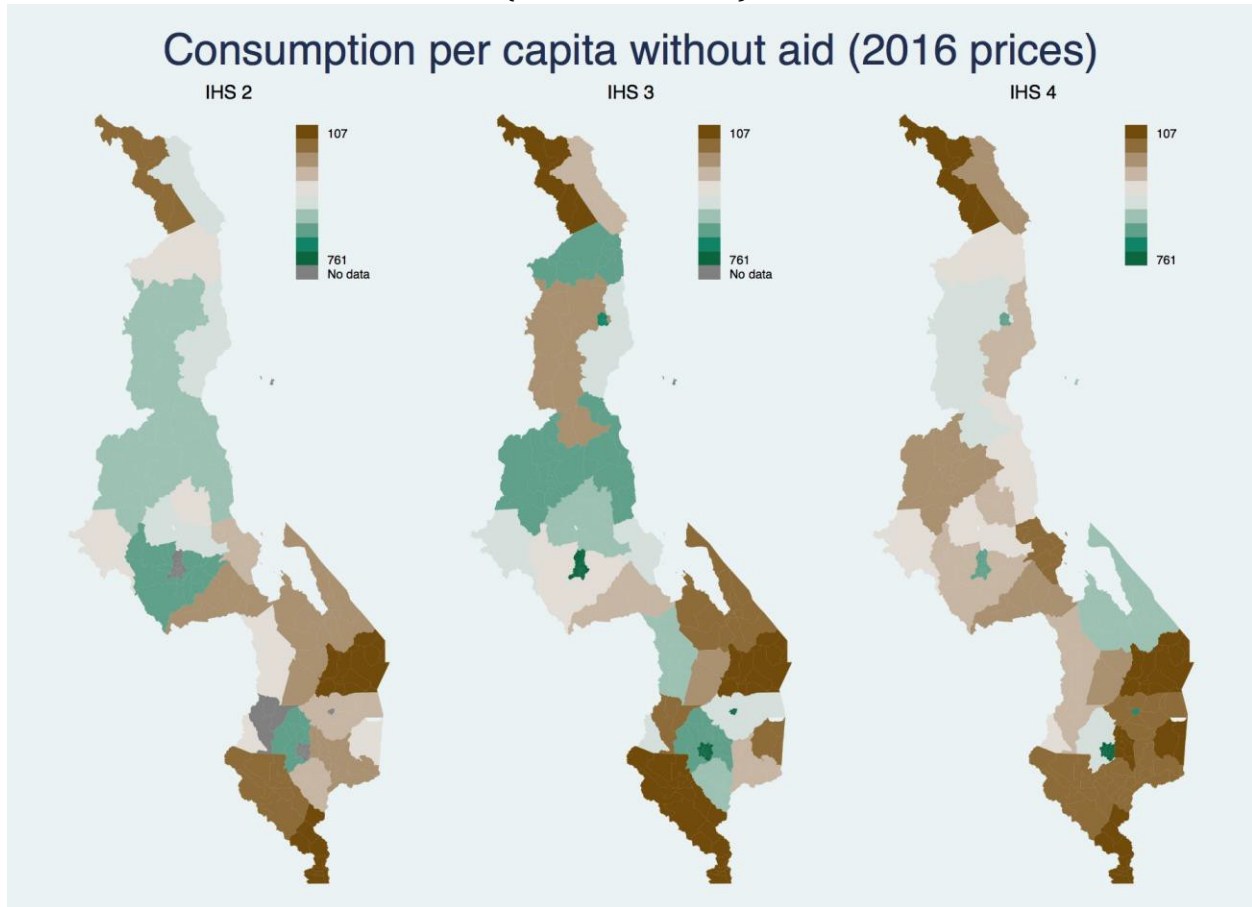 Consumption per capita without aid (2016 prices)
IHS 2
IHS 3
IHS 4
107
761
No data
107
761
No data
107
761